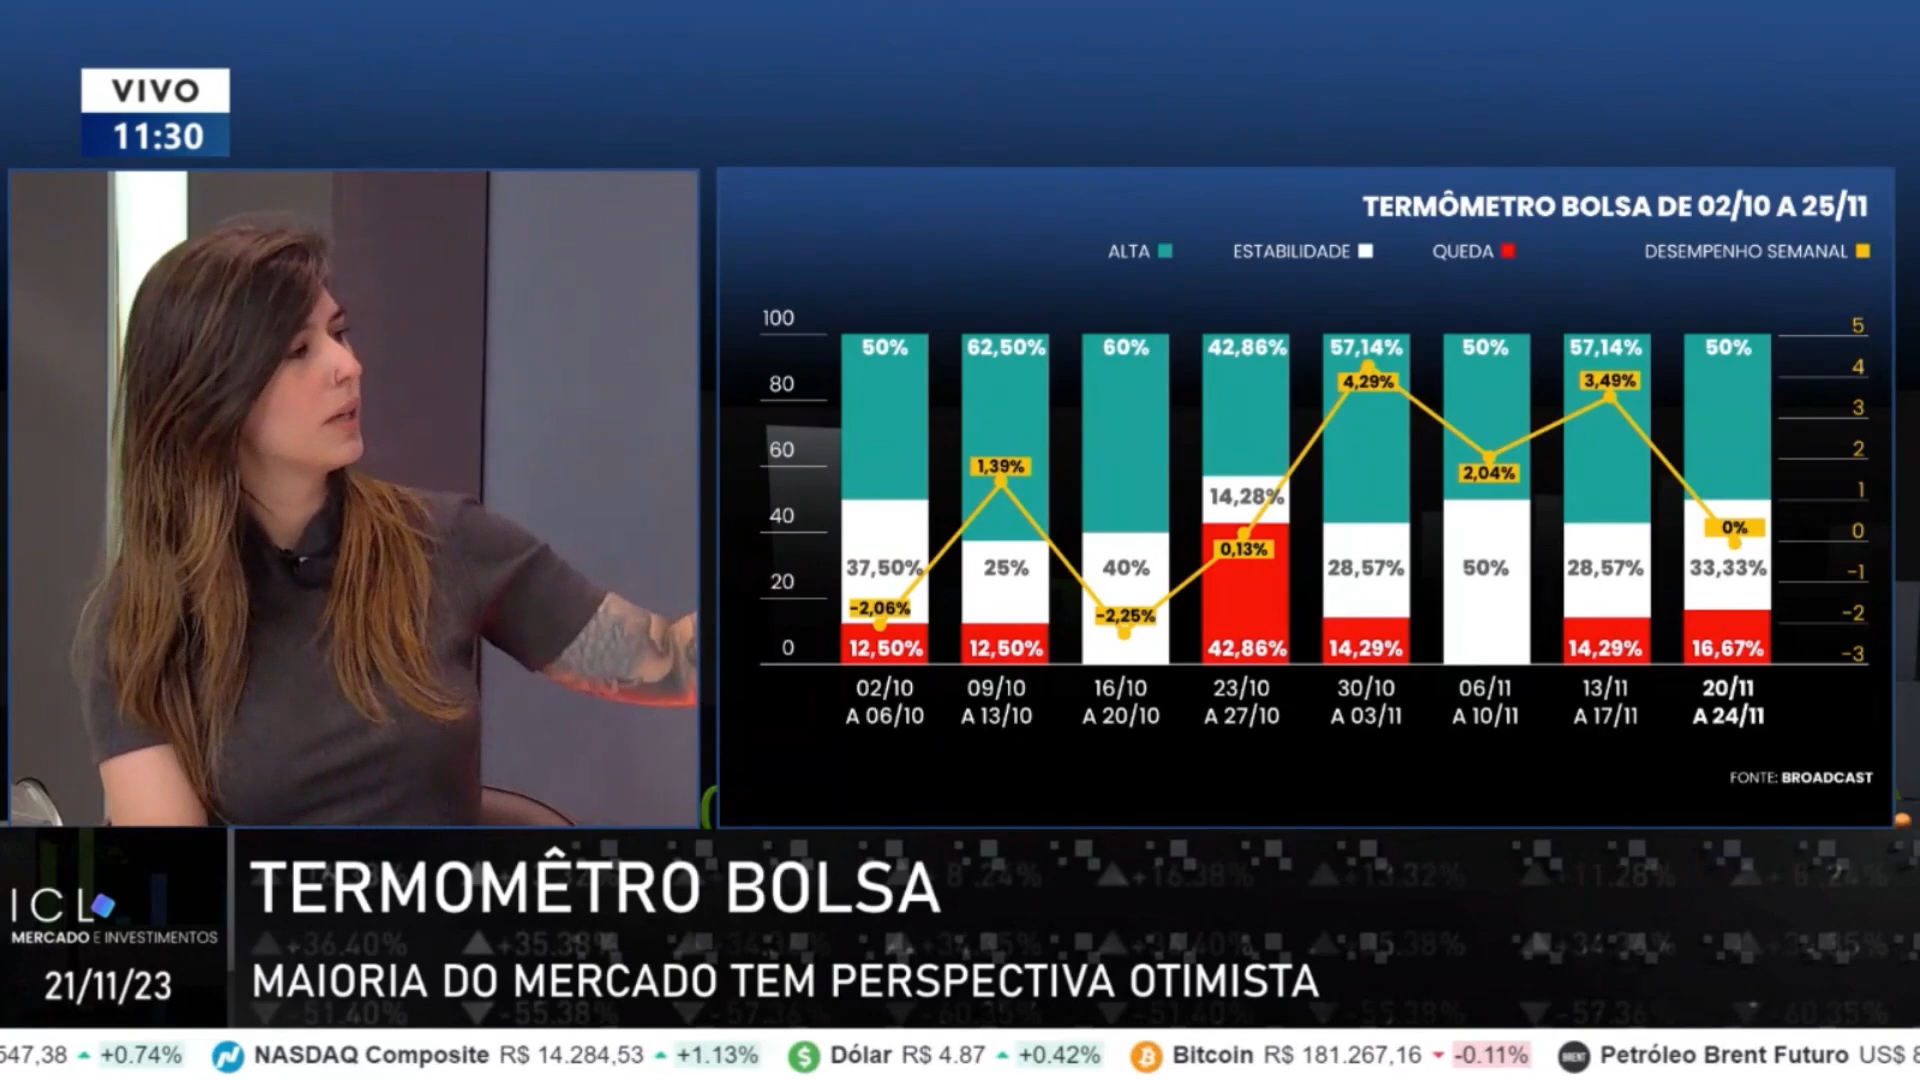 VIVO
11:30
TERMÔMETRO BOLSA DE 02/10 A 25/11
ALTA ESTABILIDADE QUEDA DESEMPENHO SEMANAL
100
80
60
40
20
0
5
4
3
2
1
0
-1
-2
-3
50% 62,50% 60% 42,86% 57,14% 50% 57,14% 50%
37,50% 25% 40% 14,28% 28,57% 50% 28,57% 33,33%
12,50% 12,50% 42,86% 14,29% 14,29% 16,67%
-2,06% 1,39% -2,25% 0,13% 4,29% 2,04% 3,49% 0%
02/10 09/10 16/10 23/10 30/10 06/11 13/11 20/11
A 06/10 A 13/10 A 20/10 A 27/10 A 03/11 A 10/11 A 17/11 A 24/11
FONTE: BROADCAST
ICL
MERCADO E INVESTIMENTOS
21/11/23
TERMOMÊTRO BOLSA
MAIORIA DO MERCADO TEM PERSPECTIVA OTIMISTA
547,38 +0.74% NASDAQ Composite R$ 14.284,53 +1.13% Dólar R$ 4.87 +0.42% Bitcoin R$ 181.267,16 -0.11% BRENT Petróleo Brent Futuro US$ 8